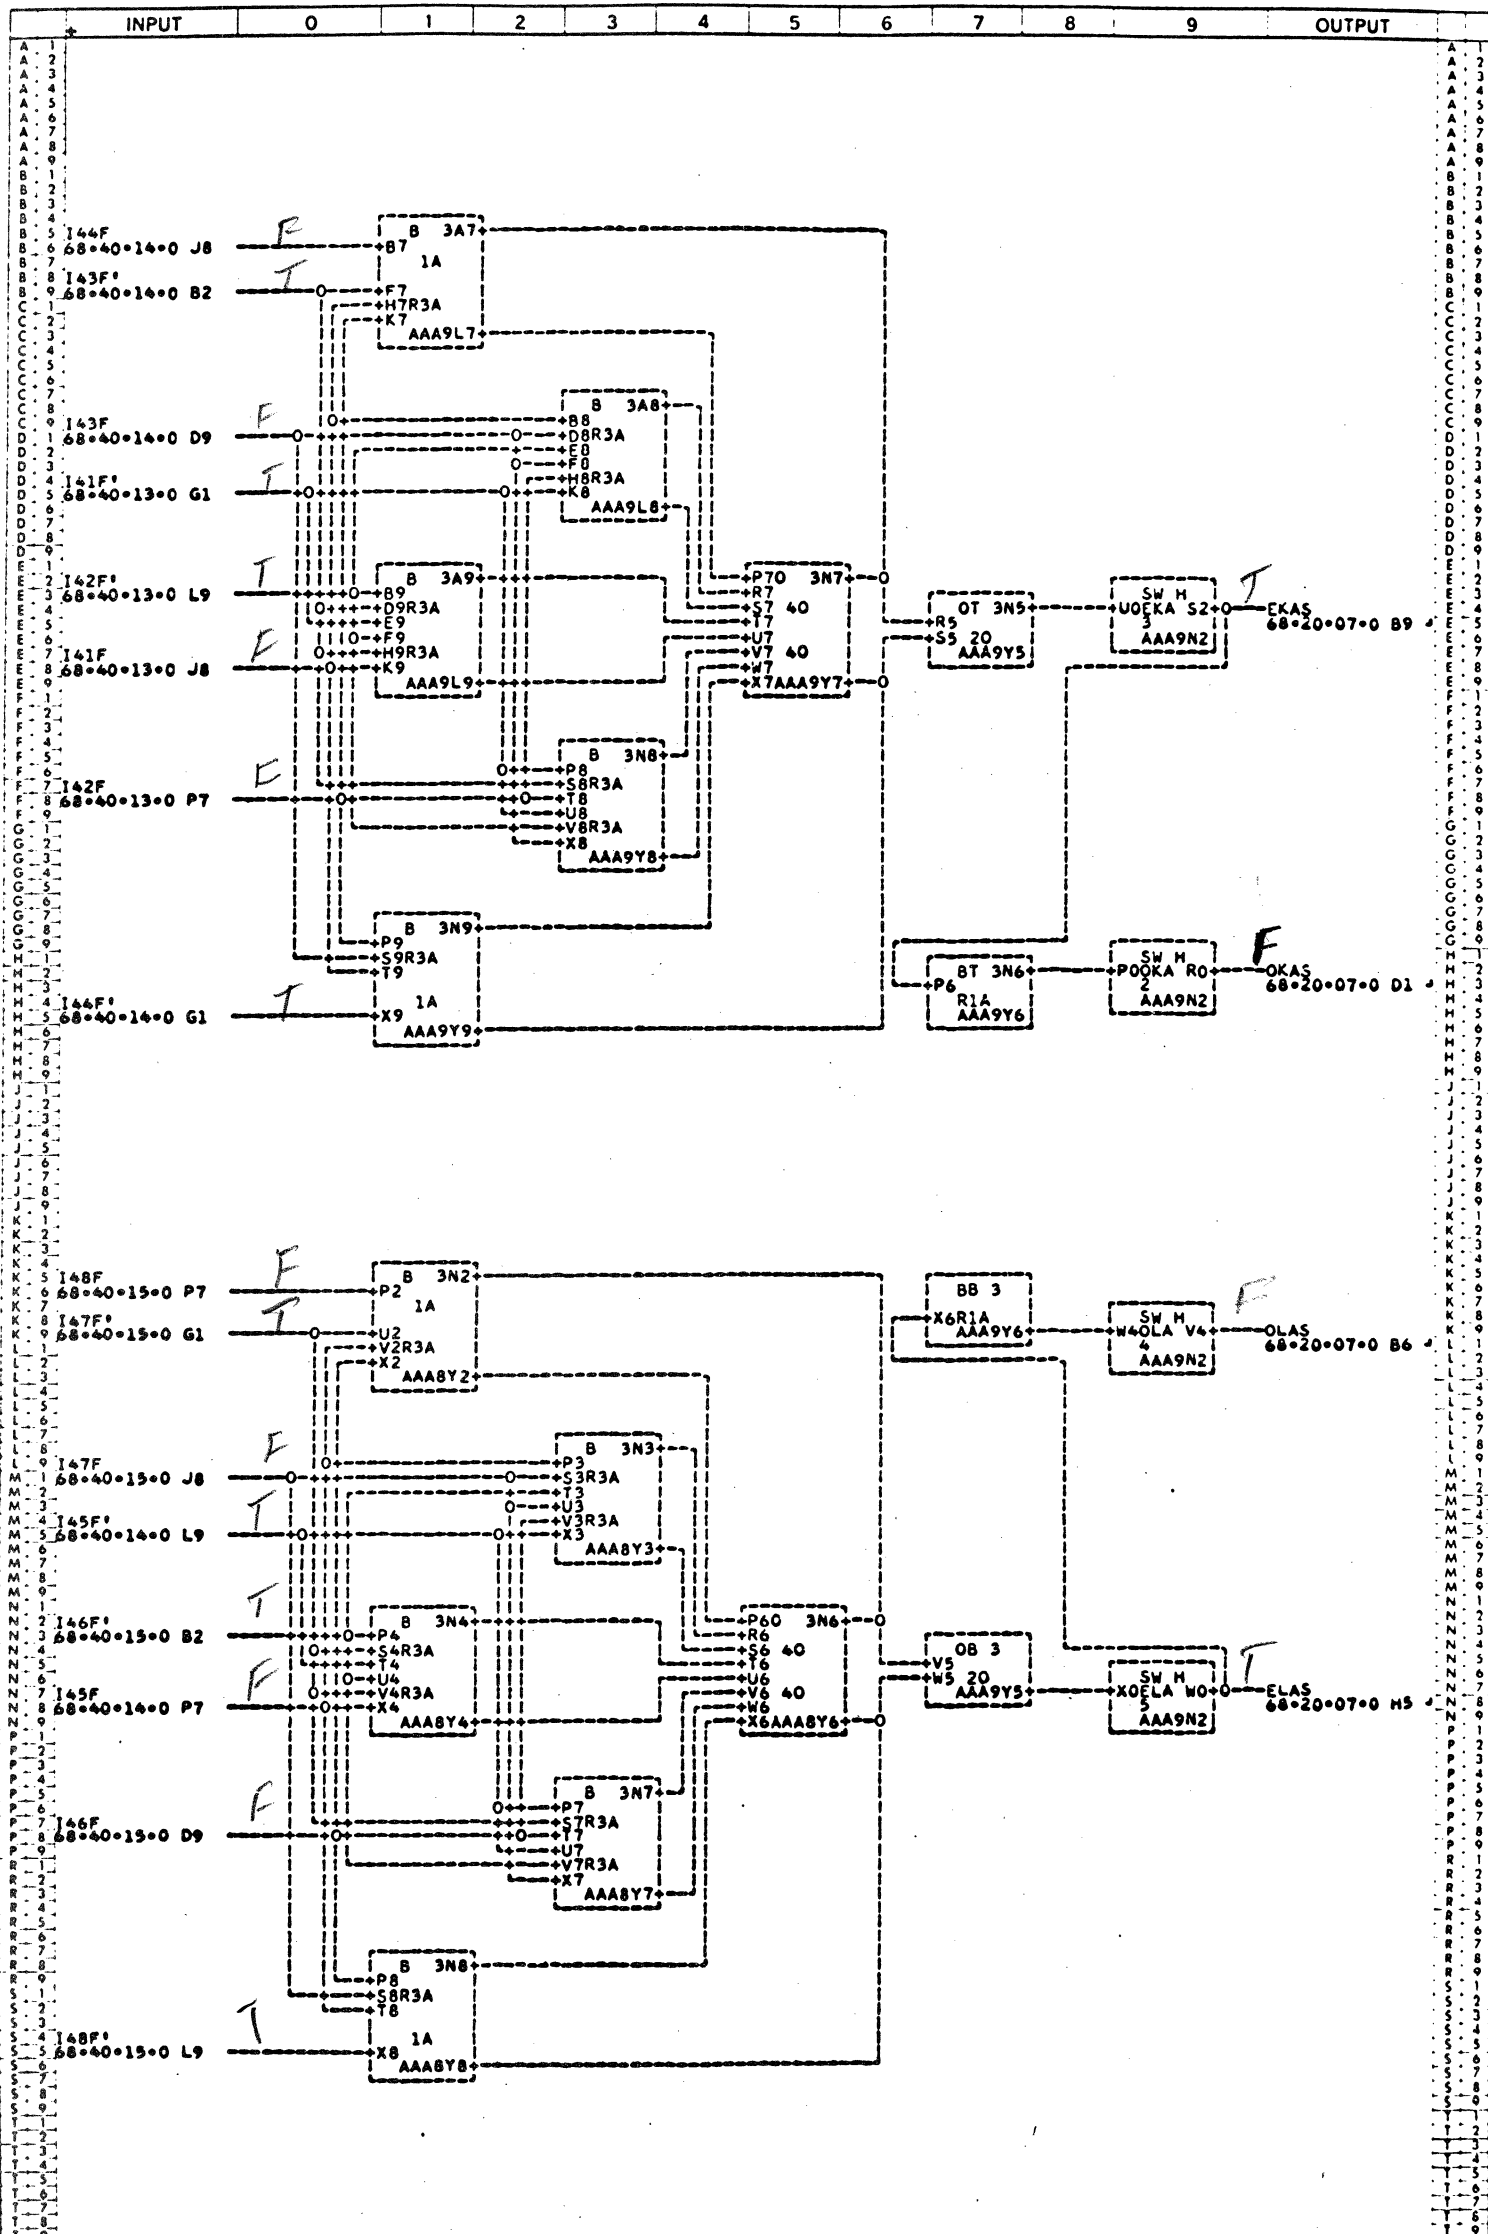 INPUT 0 1 2 3 4 5 6 7 8 9 OUTPUT
I44F
68•40•14•0 J8
F
B 3A7
B7
1A
I43F'
68•40•14•0 B2
T
F7
H7R3A
K7
AAA9L7
I43F
68•40•14•0 D9
F
B 3A8
B8
D8R3A
E8
F8
H8R3A
K8
AAA9L8
I41F'
68•40•13•0 G1
T
I42F'
68•40•13•0 L9
T
B 3A9
B9
D9R3A
E9
F9
H9R3A
K9
AAA9L9
I41F
68•40•13•0 J8
F
P7O 3N7
R7
S7 4O
T7
U7
V7 4O
W7
X7AAA9Y7
OT 3N5
R5
S5 2O
AAA9Y5
SW H
U0EKA S2
3
AAA9N2
T
EKAS
68•20•07•0 B9
I42F
68•40•13•0 P7
F
B 3N8
P8
S8R3A
T8
U8
V8R3A
X8
AAA9Y8
B 3N9
P9
S9R3A
T9
1A
X9
AAA9Y9
I44F'
68•40•14•0 G1
T
BT 3N6
P6
R1A
AAA9Y6
SW H
P0OKA R0
2
AAA9N2
F
OKAS
68•20•07•0 D1
I48F
68•40•15•0 P7
F
B 3N2
P2
1A
I47F'
68•40•15•0 G1
T
U2
V2R3A
X2
AAA8Y2
BB 3
X6R1A
AAA9Y6
SW H
W4OLA V4
4
AAA9N2
F
OLAS
68•20•07•0 B6
I47F
68•40•15•0 J8
F
B 3N3
P3
S3R3A
T3
U3
V3R3A
X3
AAA8Y3
I45F'
68•40•14•0 L9
T
I46F'
68•40•15•0 B2
T
B 3N4
P4
S4R3A
T4
U4
V4R3A
X4
AAA8Y4
I45F
68•40•14•0 P7
F
P6O 3N6
R6
S6 4O
T6
U6
V6 4O
W6
X6AAA8Y6
OB 3
V5
W5 2O
AAA9Y5
SW H
X0ELA W0
5
AAA9N2
T
ELAS
68•20•07•0 H5
I46F
68•40•15•0 D9
F
B 3N7
P7
S7R3A
T7
U7
V7R3A
X7
AAA8Y7
B 3N8
P8
S8R3A
T8
1A
X8
AAA8Y8
I48F'
68•40•15•0 L9
T